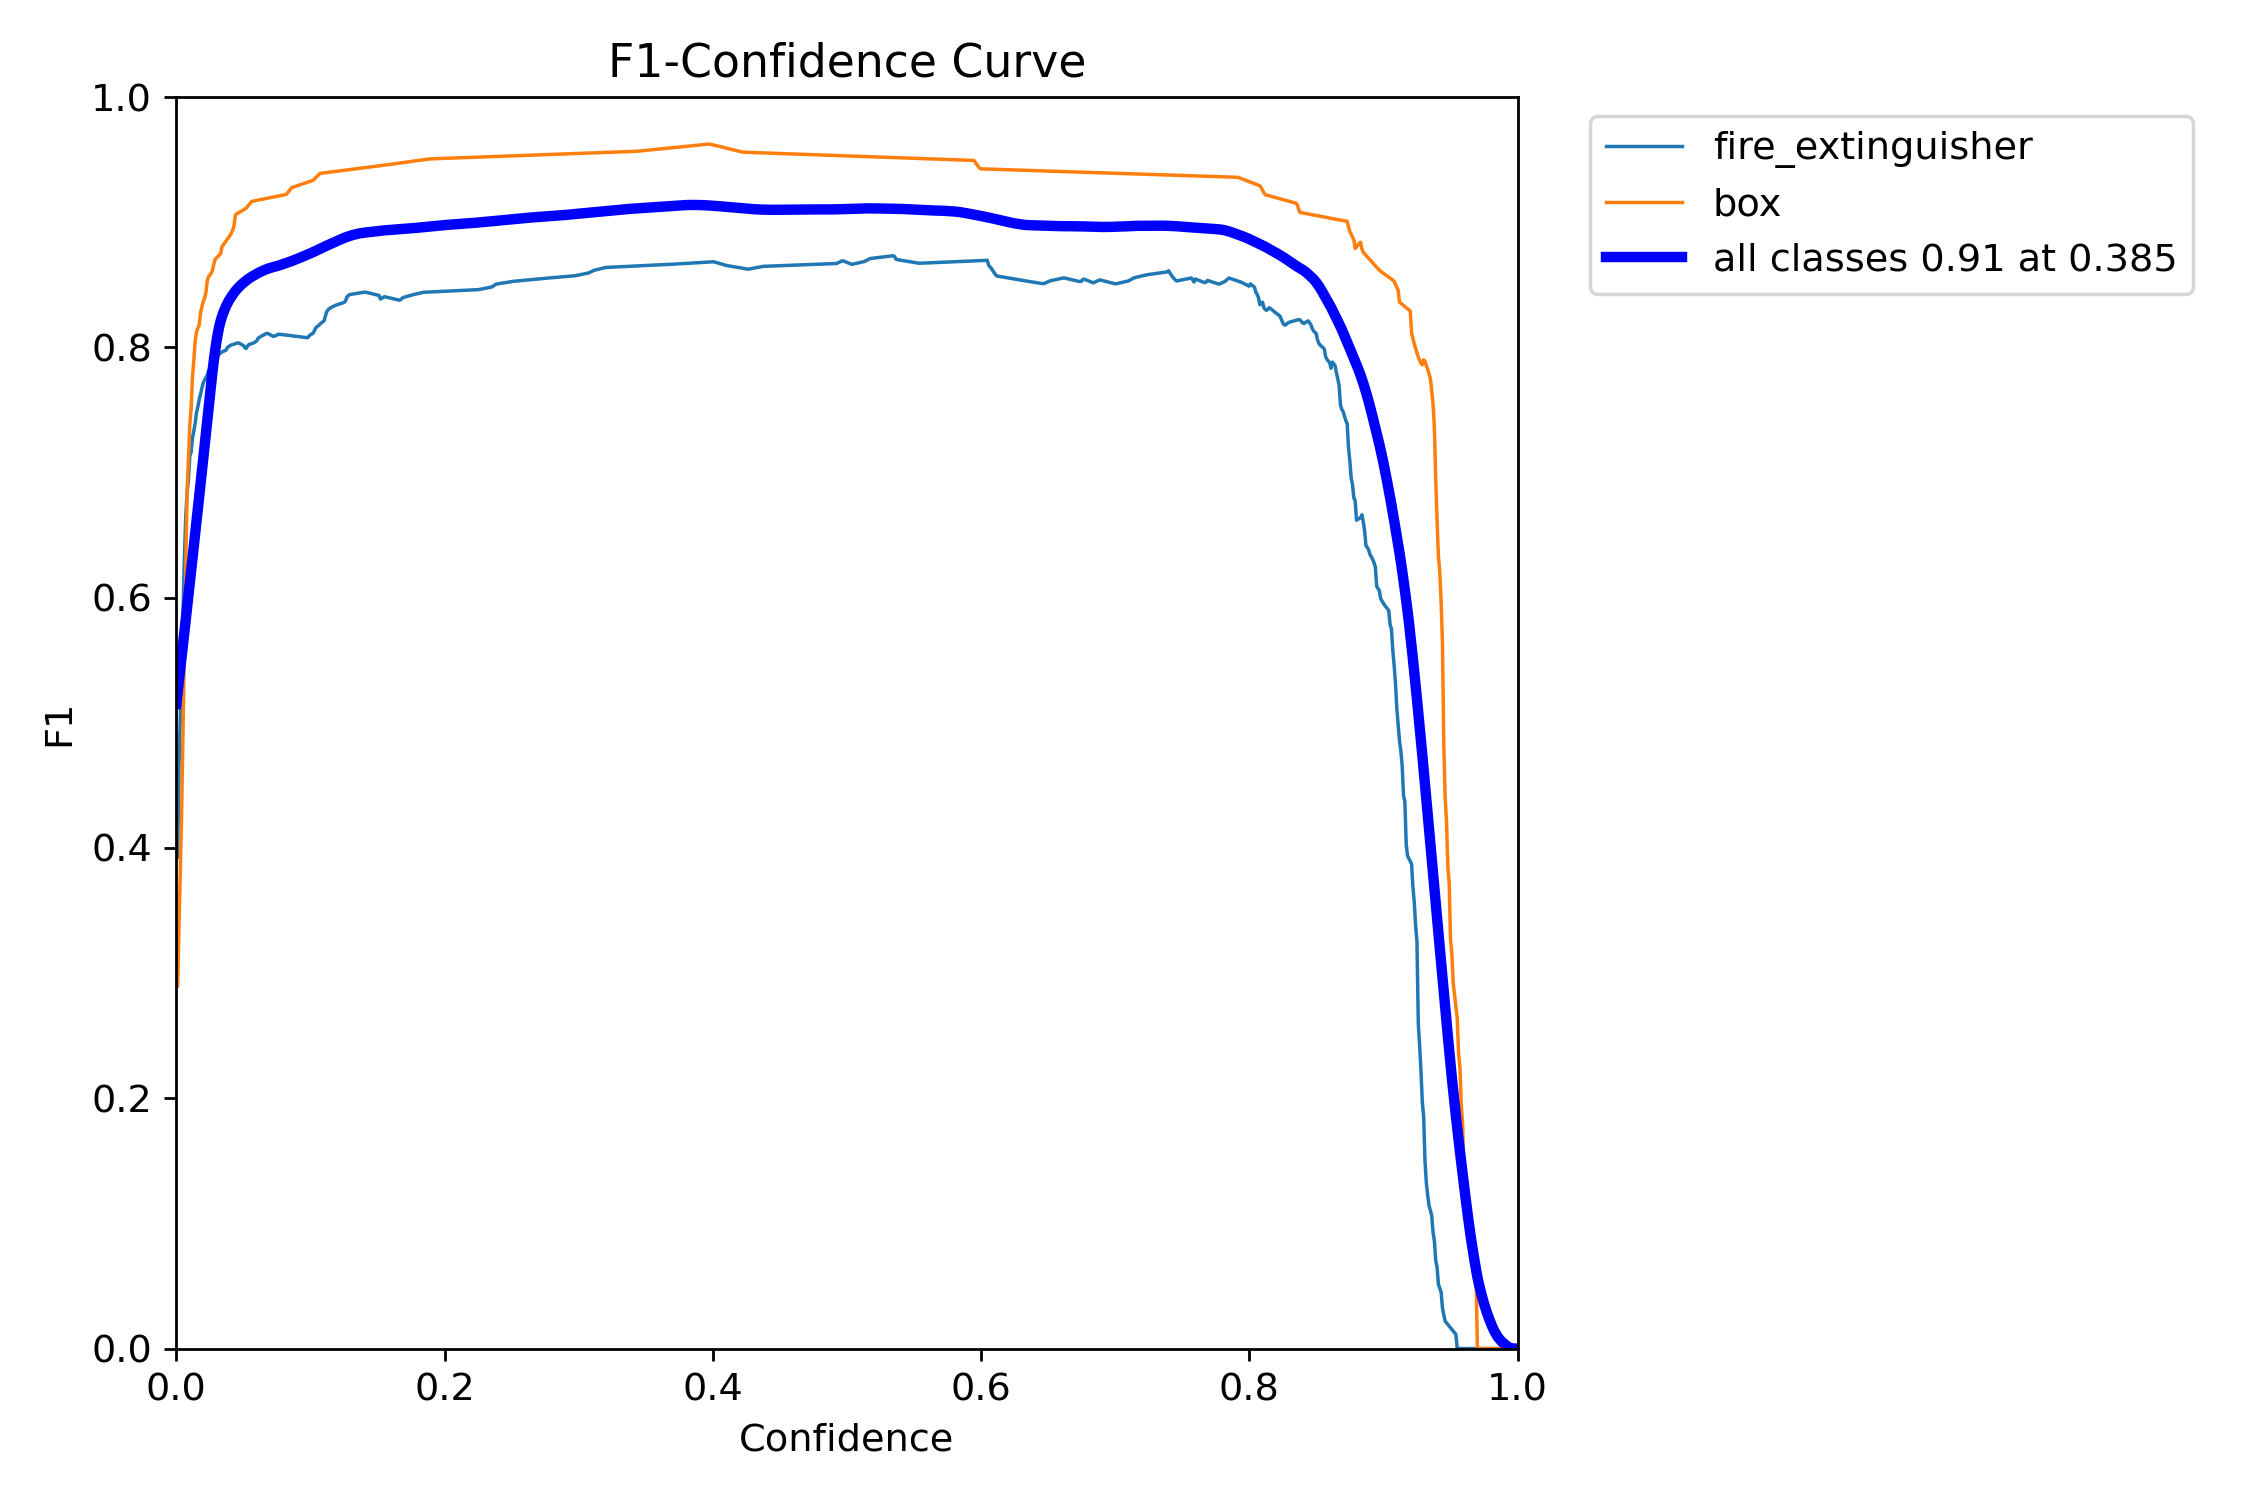 F1-Confidence Curve
1.0
0.8
0.6
0.4
0.2
0.0
F1
0.0 0.2 0.4 0.6 0.8 1.0
Confidence
fire_extinguisher
box
all classes 0.91 at 0.385